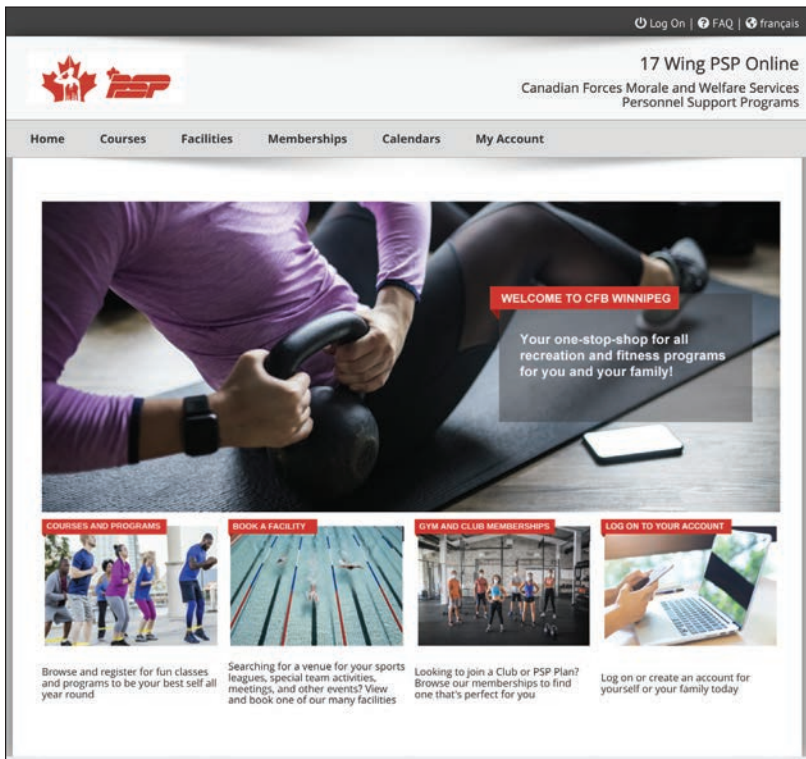 Log On | FAQ | français
PSP
17 Wing PSP Online
Canadian Forces Morale and Welfare Services
Personnel Support Programs
Home Courses Facilities Memberships Calendars My Account
WELCOME TO CFB WINNIPEG
Your one-stop-shop for all
recreation and fitness programs
for you and your family!
COURSES AND PROGRAMS
Browse and register for fun classes
and programs to be your best self all
year round
BOOK A FACILITY
Searching for a venue for your sports
leagues, special team activities,
meetings, and other events? View
and book one of our many facilities
GYM AND CLUB MEMBERSHIPS
Looking to join a Club or PSP Plan?
Browse our memberships to find
one that's perfect for you
LOG ON TO YOUR ACCOUNT
Log on or create an account for
yourself or your family today